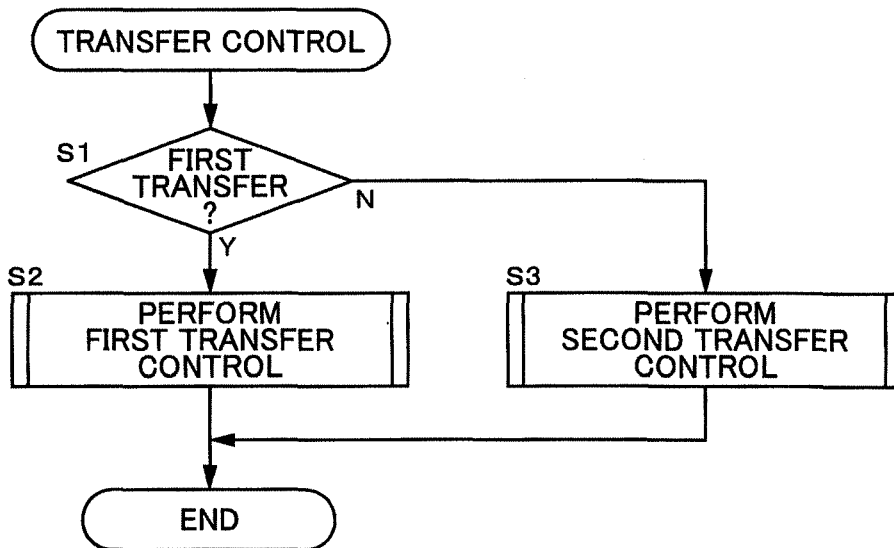 TRANSFER CONTROL
S1
FIRST
TRANSFER
?
N
Y
S2
PERFORM
FIRST TRANSFER
CONTROL
S3
PERFORM
SECOND TRANSFER
CONTROL
END